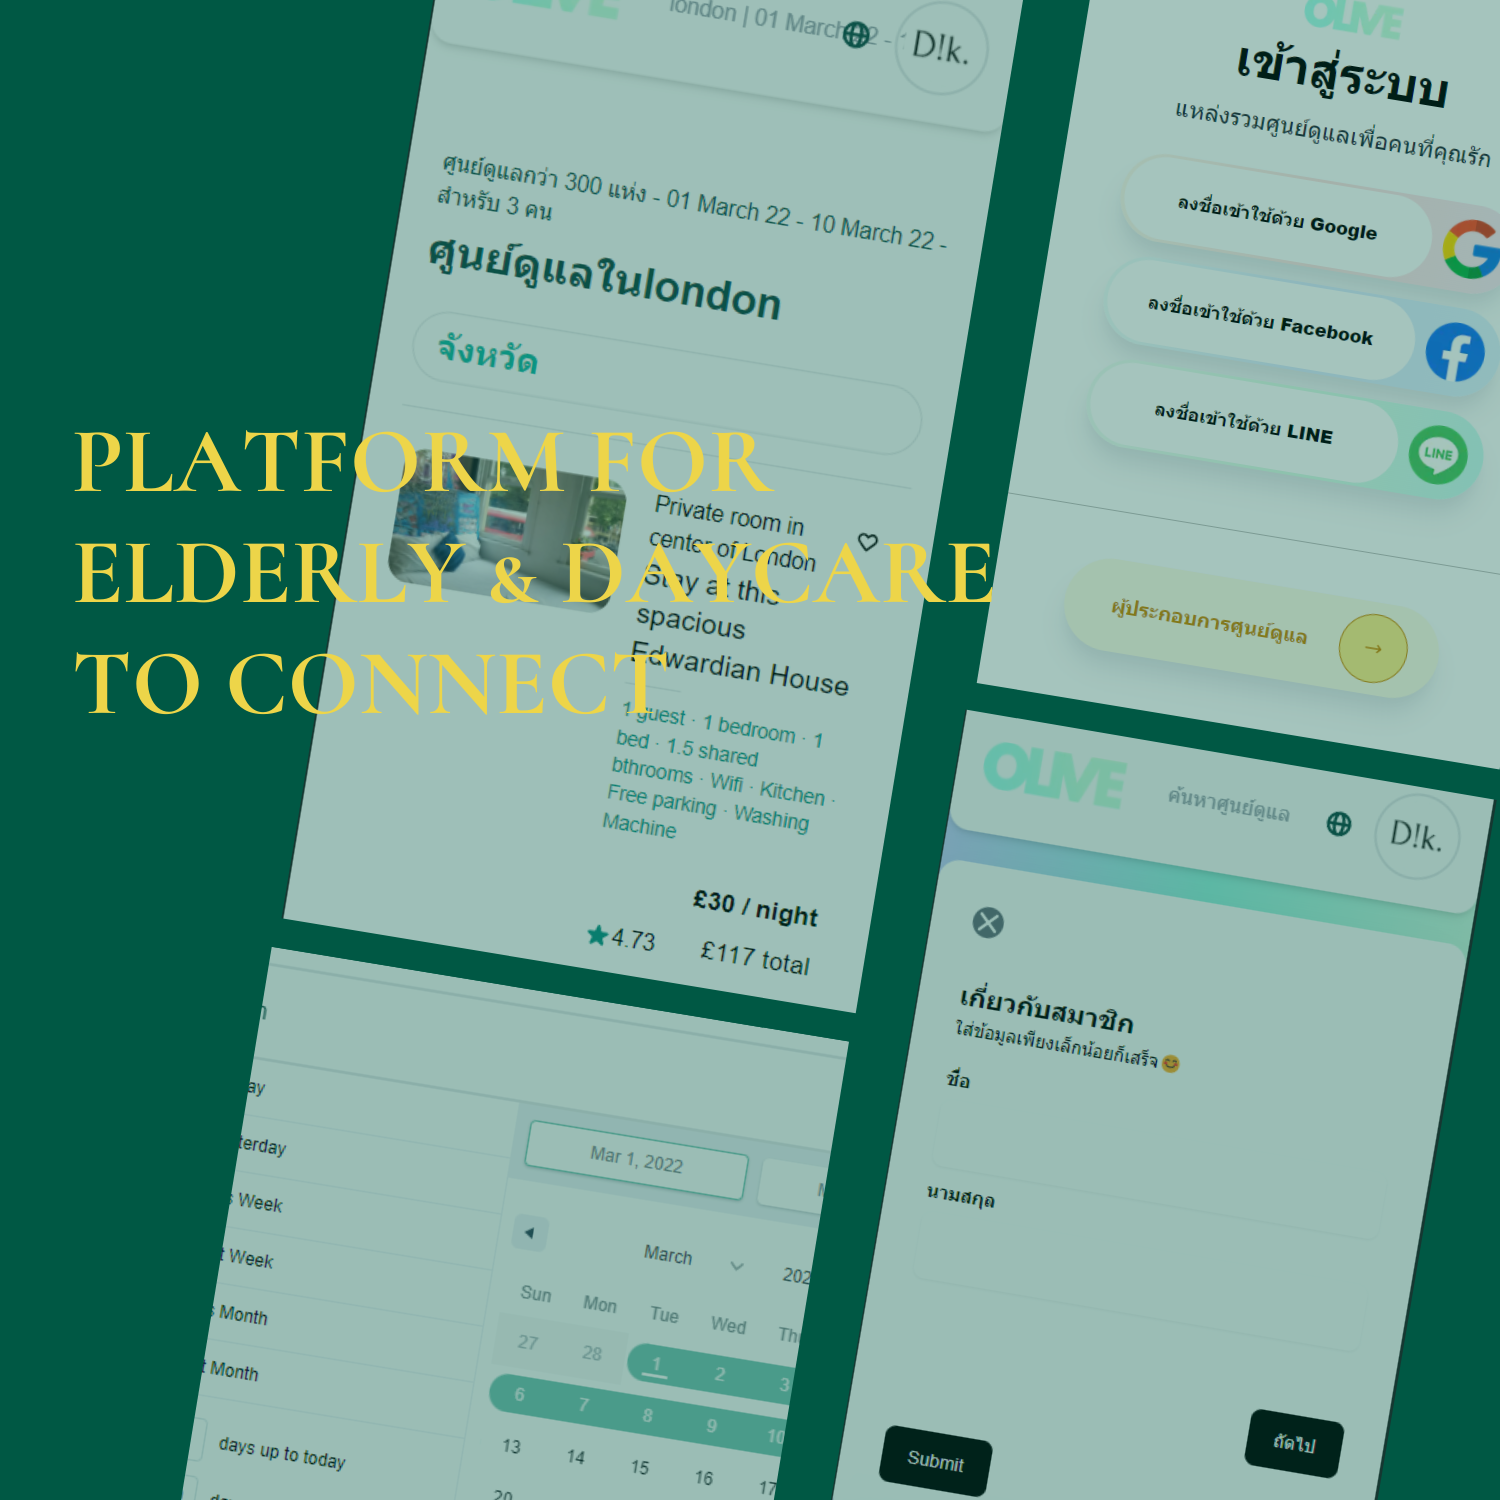 OLIVE
london | 01 March 22 -
D!k.
ศูนย์ดูแลกว่า 300 แห่ง - 01 March 22 - 10 March 22 -
สำหรับ 3 คน
ศูนย์ดูแลในlondon
จังหวัด
Private room in
center of London
Stay at this
spacious
Edwardian House
1 guest · 1 bedroom · 1
bed · 1.5 shared
bthrooms · Wifi · Kitchen ·
Free parking · Washing
Machine
£30 / night
4.73
£117 total
OLIVE
เข้าสู่ระบบ
แหล่งรวมศูนย์ดูแลเพื่อคนที่คุณรัก
ลงชื่อเข้าใช้ด้วย Google
ลงชื่อเข้าใช้ด้วย Facebook
ลงชื่อเข้าใช้ด้วย LINE
LINE
ผู้ประกอบการศูนย์ดูแล
PLATFORM FOR
ELDERLY & DAYCARE
TO CONNECT
ay
terday
s Week
t Week
s Month
t Month
days up to today
Mar 1, 2022
March
202
Sun Mon Tue Wed Thu
27 28 1 2 3
6 7 8 9 10
13 14 15 16 17
20
OLIVE
ค้นหาศูนย์ดูแล
D!k.
เกี่ยวกับสมาชิก
ใส่ข้อมูลเพียงเล็กน้อยก็เสร็จ😊
ชื่อ
นามสกุล
Submit
ถัดไป